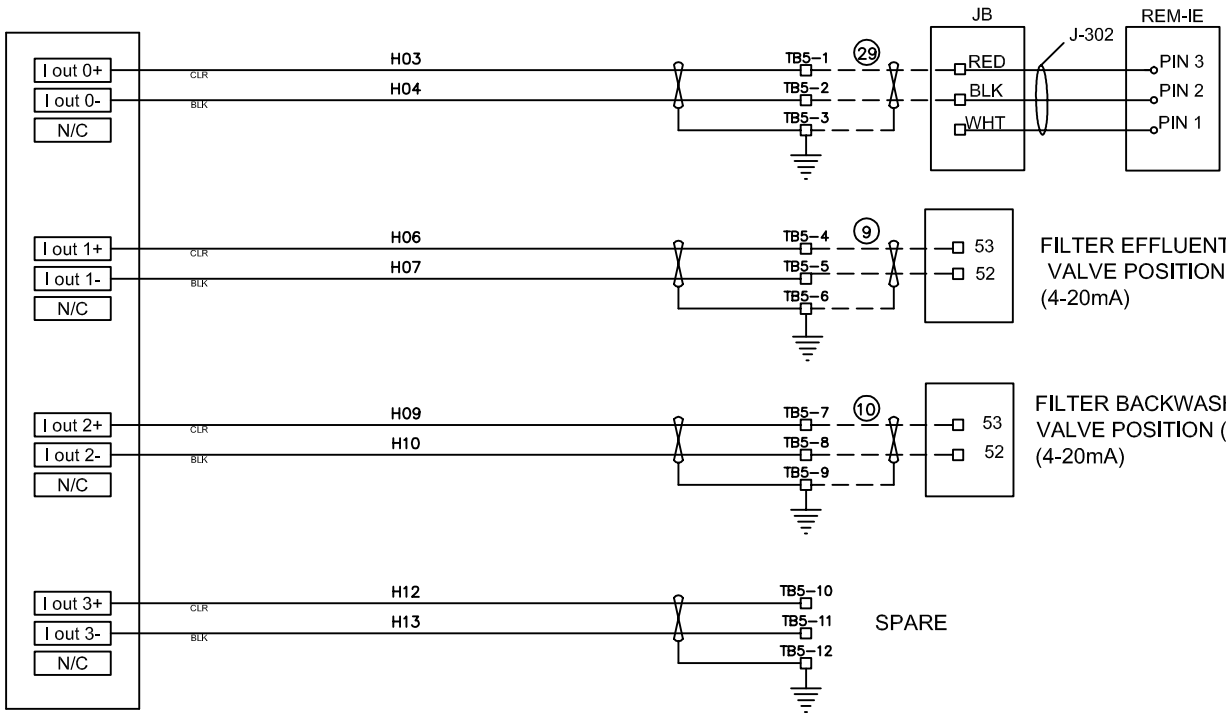 JB
REM-IE
J-302
I out 0+
CLR
H03
TB5-1
29
RED
PIN 3
I out 0-
BLK
H04
TB5-2
BLK
PIN 2
N/C
TB5-3
WHT
PIN 1
I out 1+
CLR
H06
TB5-4
9
53
FILTER EFFLUENT
I out 1-
BLK
H07
TB5-5
52
VALVE POSITION
N/C
TB5-6
(4-20mA)
I out 2+
CLR
H09
TB5-7
10
53
FILTER BACKWASH
VALVE POSITION (
I out 2-
BLK
H10
TB5-8
52
(4-20mA)
N/C
TB5-9
I out 3+
CLR
H12
TB5-10
I out 3-
BLK
H13
TB5-11
SPARE
N/C
TB5-12